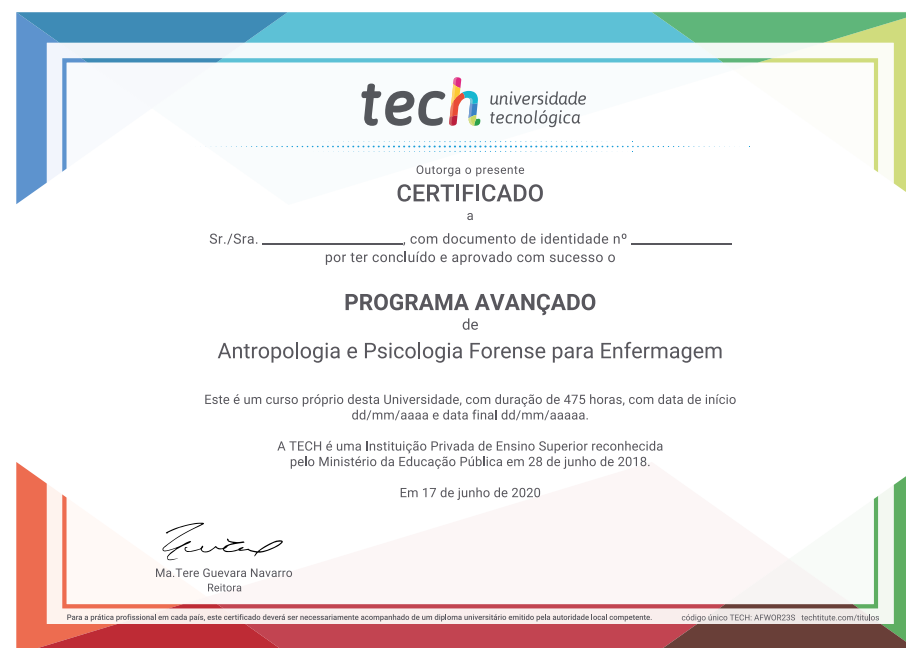 tech universidade
tecnológica
Outorga o presente
CERTIFICADO
a
Sr./Sra. ____________, com documento de identidade nº ____________
por ter concluído e aprovado com sucesso o
PROGRAMA AVANÇADO
de
Antropologia e Psicologia Forense para Enfermagem
Este é um curso próprio desta Universidade, com duração de 475 horas, com data de início
dd/mm/aaaa e data final dd/mm/aaaaa.
A TECH é uma Instituição Privada de Ensino Superior reconhecida
pelo Ministério da Educação Pública em 28 de junho de 2018.
Em 17 de junho de 2020
Ma.Tere Guevara Navarro
Reitora
Para a prática profissional em cada país, este certificado deverá ser necessariamente acompanhado de um diploma universitário emitido pela autoridade local competente. código único TECH: AFWOR23S techtitute.com/titulos